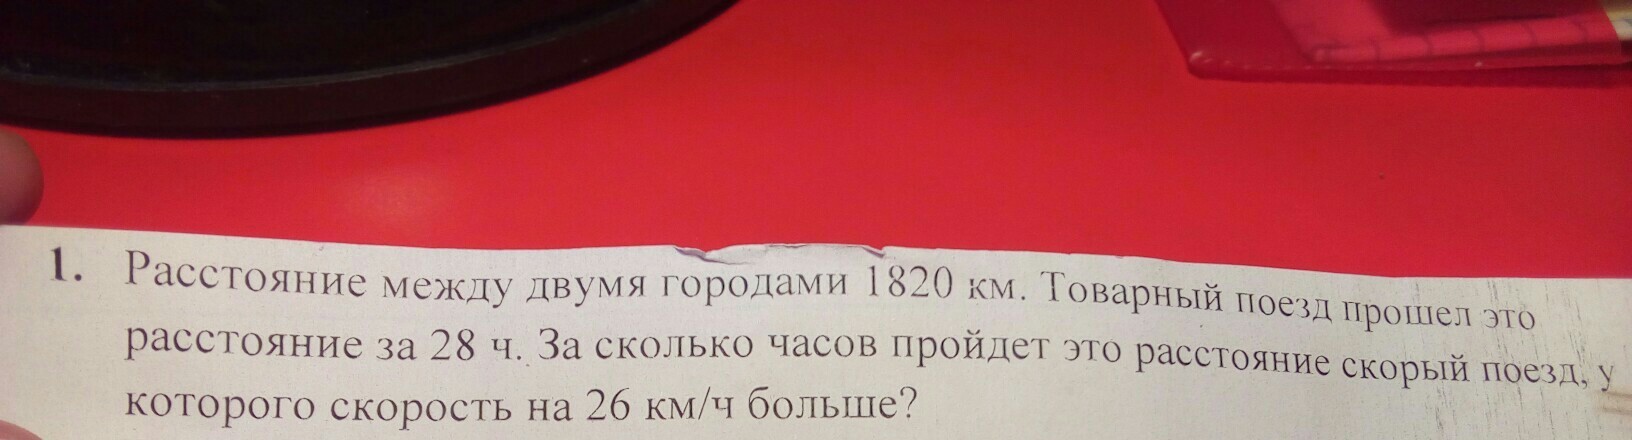 1. Расстояние между двумя городами 1820 км. Товарный поезд прошел это
расстояние за 28 ч. За сколько часов пройдет это расстояние скорый поезд, у
которого скорость на 26 км/ч больше?